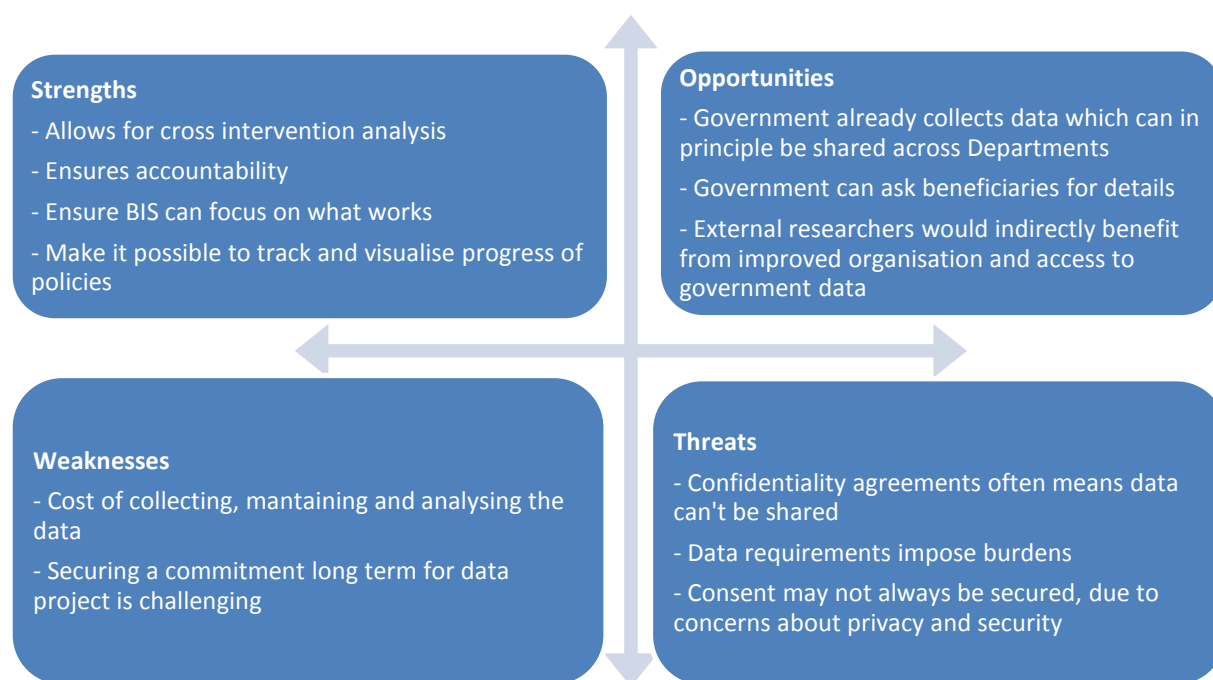 Strengths
- Allows for cross intervention analysis
- Ensures accountability
- Ensure BIS can focus on what works
- Make it possible to track and visualise progress of
policies
Opportunities
- Government already collects data which can in
principle be shared across Departments
- Government can ask beneficiaries for details
- External researchers would indirectly benefit
from improved organisation and access to
government data
Weaknesses
- Cost of collecting, mantaining and analysing the
data
- Securing a commitment long term for data
project is challenging
Threats
- Confidentiality agreements often means data
can't be shared
- Data requirements impose burdens
- Consent may not always be secured, due to
concerns about privacy and security